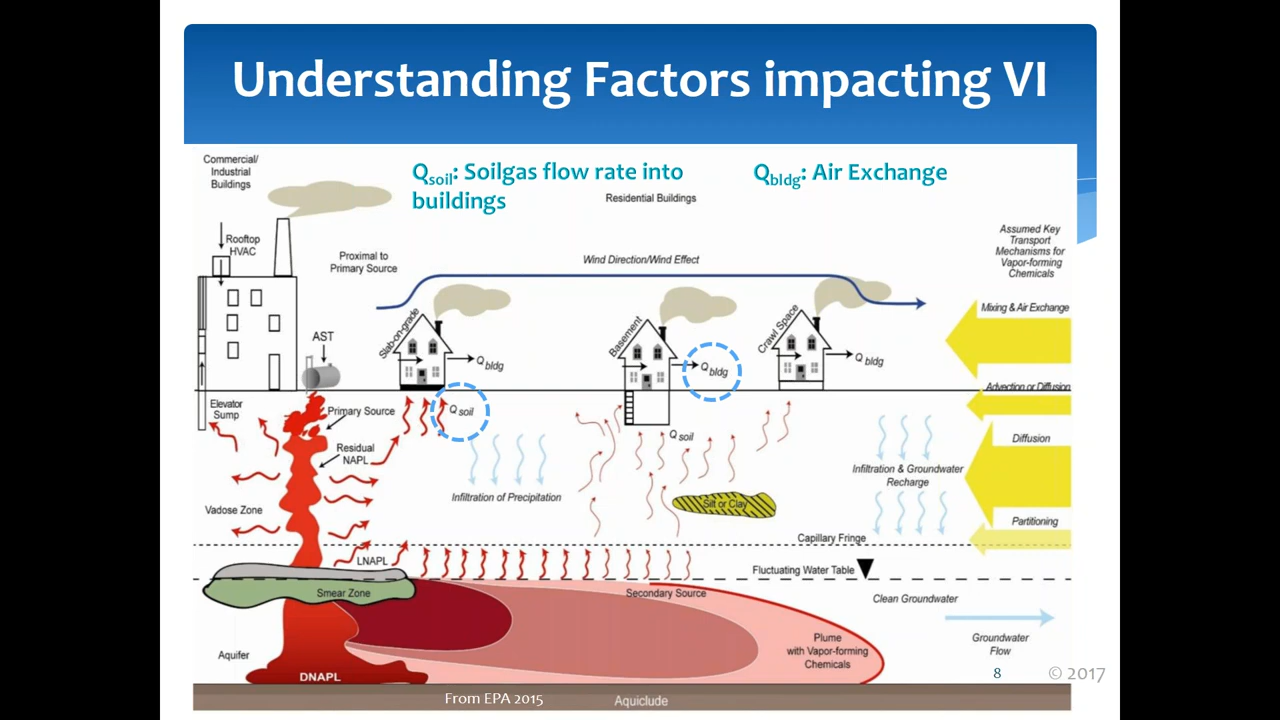 Understanding Factors impacting VI
Commercial/
Industrial
Buildings
Qsoil: Soilgas flow rate into
buildings
Qbldg: Air Exchange
Residential Buildings
Rooftop
HVAC
Proximal to
Primary Source
Wind Direction/Wind Effect
Assumed Key
Transport
Mechanisms for
Vapor-forming
Chemicals
Mixing & Air Exchange
AST
Slab-on-grade
Q bldg
Basement
Q bldg
Crawl Space
Q bldg
Advection or Diffusion
Elevator
Sump
Primary Source
Q soil
Q soil
Diffusion
Residual
NAPL
Infiltration of Precipitation
Infiltration & Groundwater
Recharge
Silt or Clay
Vadose Zone
Partitioning
Capillary Fringe
LNAPL
Fluctuating Water Table
Smear Zone
Secondary Source
Clean Groundwater
Aquifer
Plume
with Vapor-forming
Chemicals
Groundwater
Flow
DNAPL
8
© 2017
From EPA 2015
Aquiclude